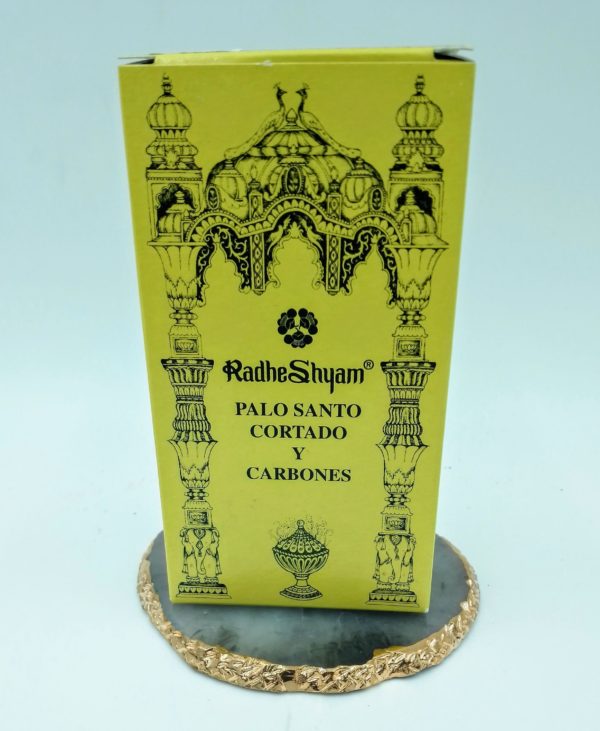 RadheShyam®
PALO SANTO
CORTADO
Y
CARBONES